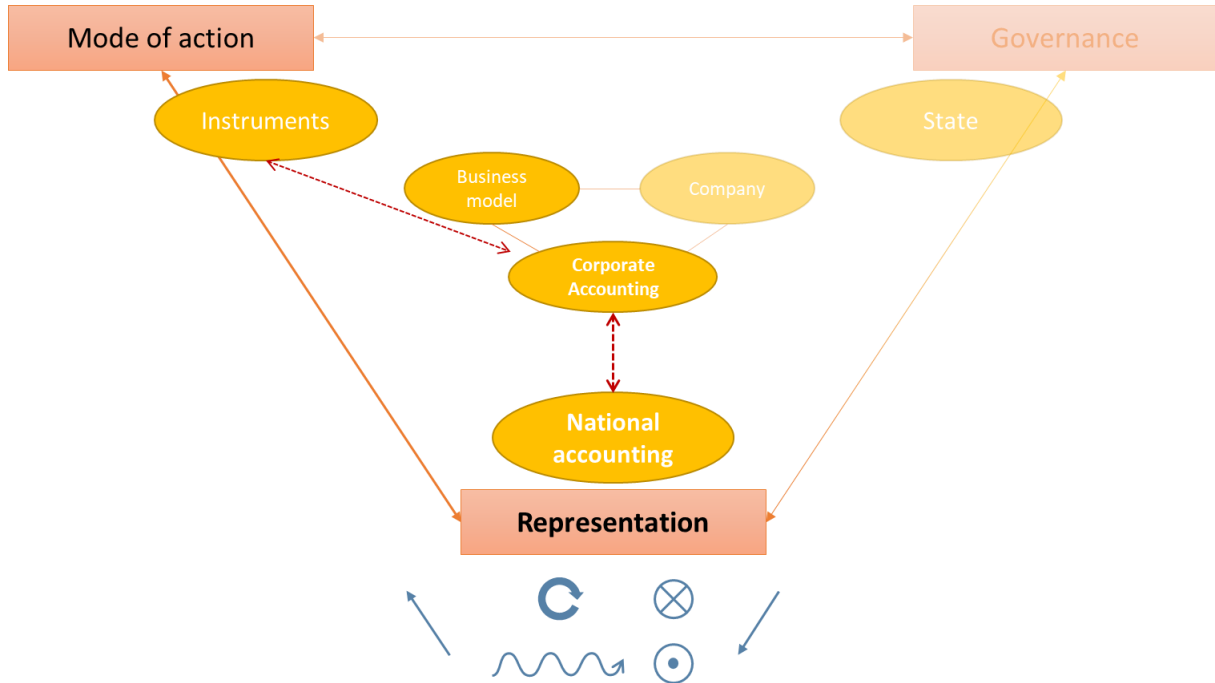 Mode of action
Governance
Instruments
State
Business
model
Company
Corporate
Accounting
National
accounting
Representation